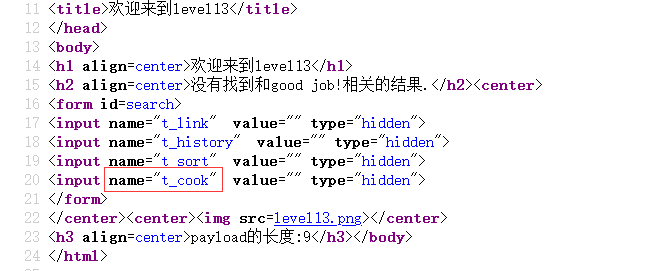 11 <title>欢迎来到level13</title>
12 </head>
13 <body>
14 <h1 align=center>欢迎来到level13</h1>
15 <h2 align=center>没有找到和good job!相关的结果.</h2><center>
16 <form id=search>
17 <input name="t_link"  value="" type="hidden">
18 <input name="t_history"  value="" type="hidden">
19 <input name="t_sort"  value="" type="hidden">
20 <input name="t_cook"  value="" type="hidden">
21 </form>
22 </center><center><img src=level13.png></center>
23 <h3 align=center>payload的长度:9</h3></body>
24 </html>